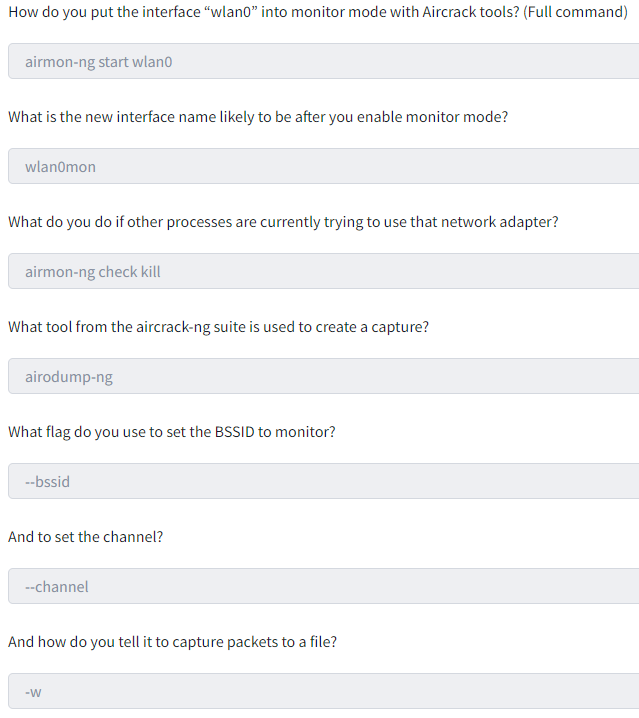 How do you put the interface “wlan0” into monitor mode with Aircrack tools? (Full command)
airmon-ng start wlan0
What is the new interface name likely to be after you enable monitor mode?
wlan0mon
What do you do if other processes are currently trying to use that network adapter?
airmon-ng check kill
What tool from the aircrack-ng suite is used to create a capture?
airodump-ng
What flag do you use to set the BSSID to monitor?
--bssid
And to set the channel?
--channel
And how do you tell it to capture packets to a file?
-w